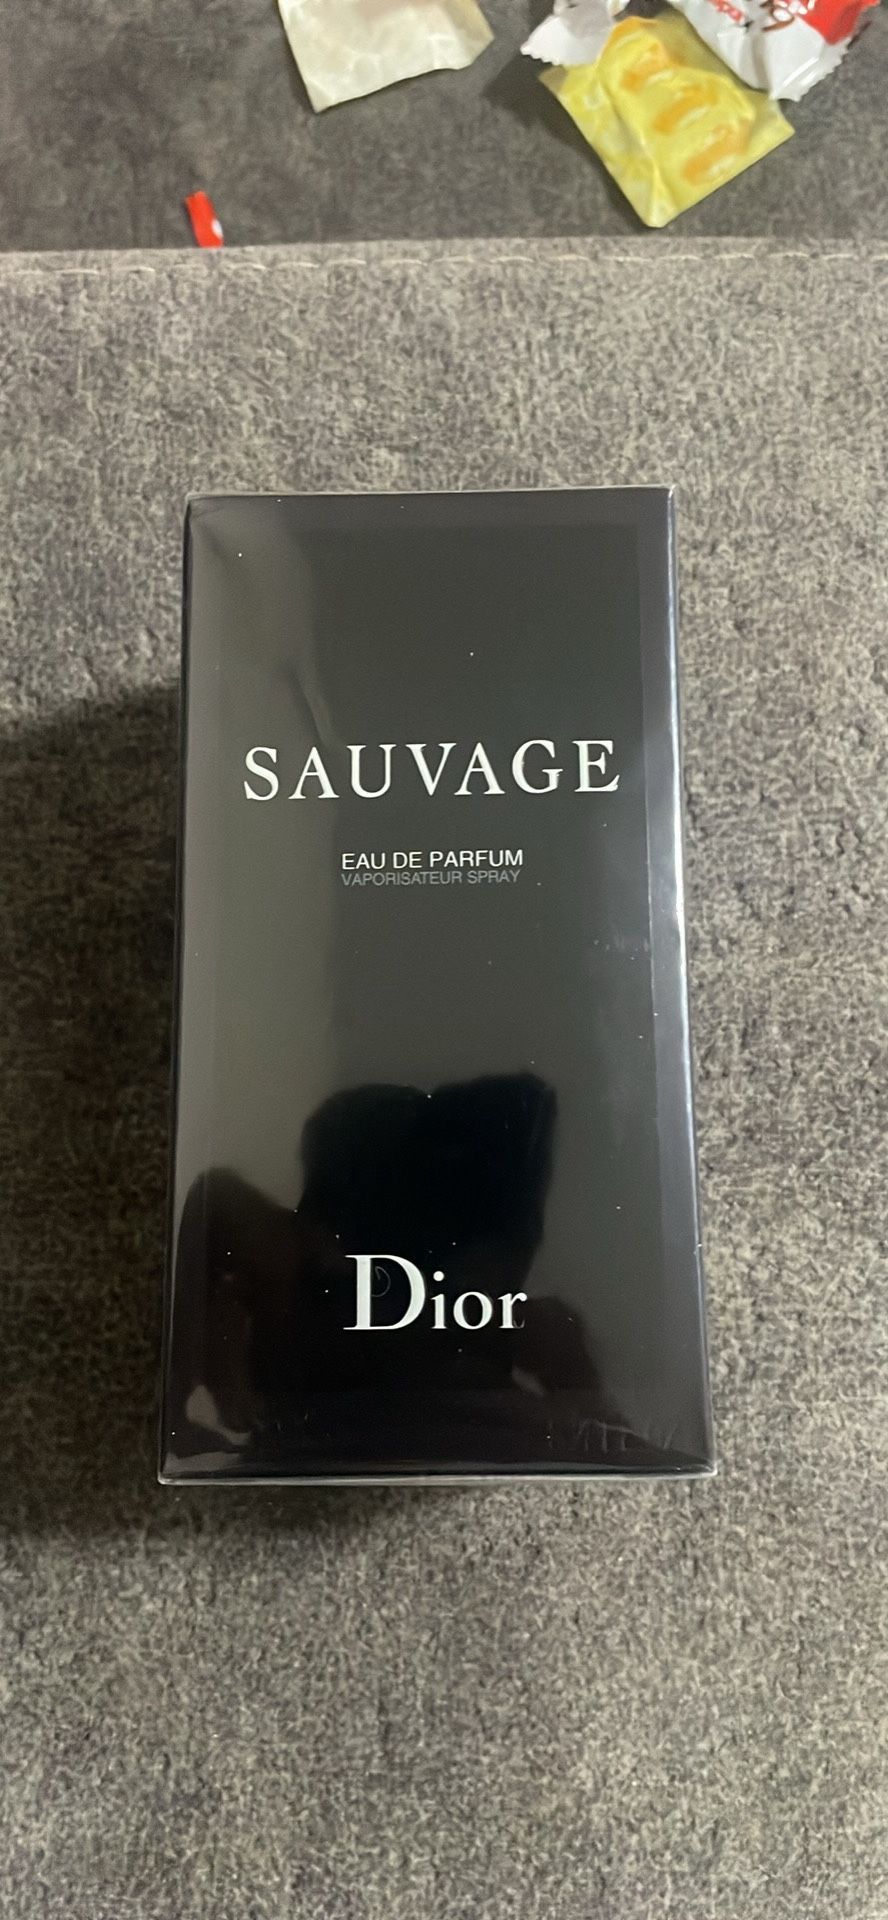 SAUVAGE
EAU DE PARFUM
VAPORISATEUR SPRAY
Dior